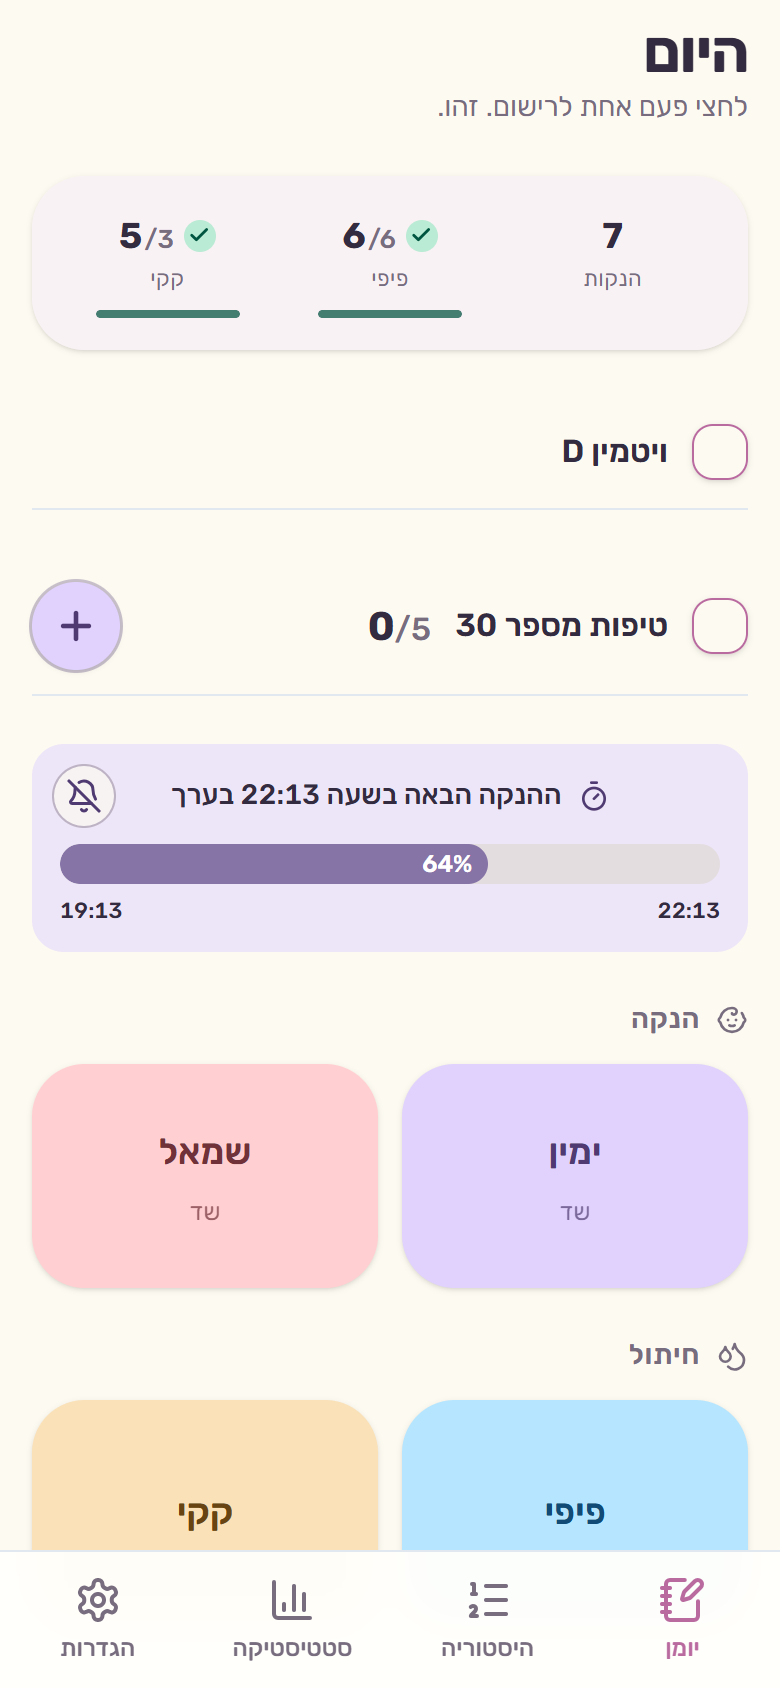 היום
לחצי פעם אחת לרישום. זהו.
7
הנקות
6/6
פיפי
5/3
קקי
ויטמין D
טיפות מספר 30 0/5
ההנקה הבאה בשעה 22:13 בערך
64%
22:13
19:13
הנקה
ימין
שד
שמאל
שד
חיתול
פיפי
קקי
יומן
היסטוריה
סטטיסטיקה
הגדרות